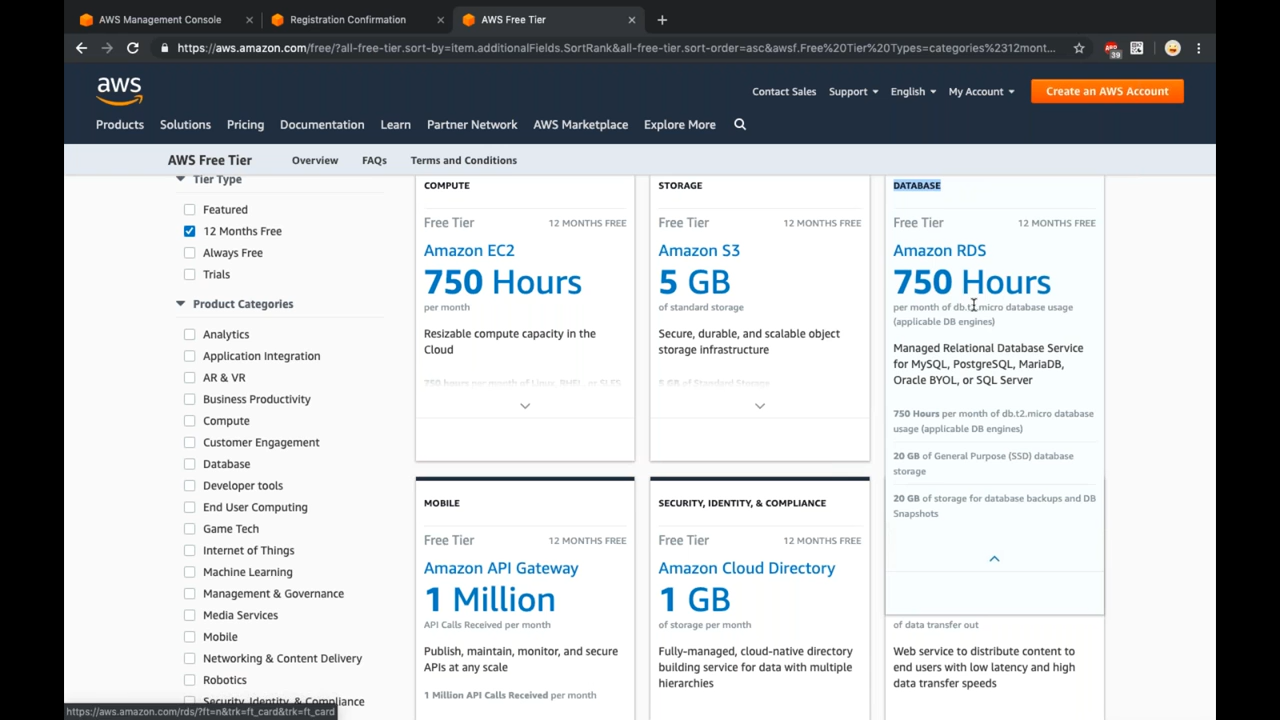 AWS Management Console
Registration Confirmation
AWS Free Tier
https://aws.amazon.com/free/?all-free-tier.sort-by=item.additionalFields.SortRank&all-free-tier.sort-order=asc&awsf.Free%20Tier%20Types=categories%2312mont...
39
aws
Contact Sales Support English My Account Create an AWS Account
Products Solutions Pricing Documentation Learn Partner Network AWS Marketplace Explore More
AWS Free Tier Overview FAQs Terms and Conditions
Tier Type
Featured
12 Months Free
Always Free
Trials
Product Categories
Analytics
Application Integration
AR & VR
Business Productivity
Compute
Customer Engagement
Database
Developer tools
End User Computing
Game Tech
Internet of Things
Machine Learning
Management & Governance
Media Services
Mobile
Networking & Content Delivery
Robotics
Security, Identity, & Compliance
COMPUTE
Free Tier 12 MONTHS FREE
Amazon EC2
750 Hours
per month
Resizable compute capacity in the
Cloud
750 hours per month of Linux, RHEL, or SLES
STORAGE
Free Tier 12 MONTHS FREE
Amazon S3
5 GB
of standard storage
Secure, durable, and scalable object
storage infrastructure
5 GB of Standard Storage
DATABASE
Free Tier 12 MONTHS FREE
Amazon RDS
750 Hours
per month of db.t2.micro database usage
(applicable DB engines)
Managed Relational Database Service
for MySQL, PostgreSQL, MariaDB,
Oracle BYOL, or SQL Server
750 Hours per month of db.t2.micro database
usage (applicable DB engines)
20 GB of General Purpose (SSD) database
storage
20 GB of storage for database backups and DB
Snapshots
MOBILE
Free Tier 12 MONTHS FREE
Amazon API Gateway
1 Million
API Calls Received per month
Publish, maintain, monitor, and secure
APIs at any scale
1 Million API Calls Received per month
SECURITY, IDENTITY, & COMPLIANCE
Free Tier 12 MONTHS FREE
Amazon Cloud Directory
1 GB
of storage per month
Fully-managed, cloud-native directory
building service for data with multiple
hierarchies
of data transfer out
Web service to distribute content to
end users with low latency and high
data transfer speeds
https://aws.amazon.com/rds/?ft=n&trk=ft_card&trk=ft_card